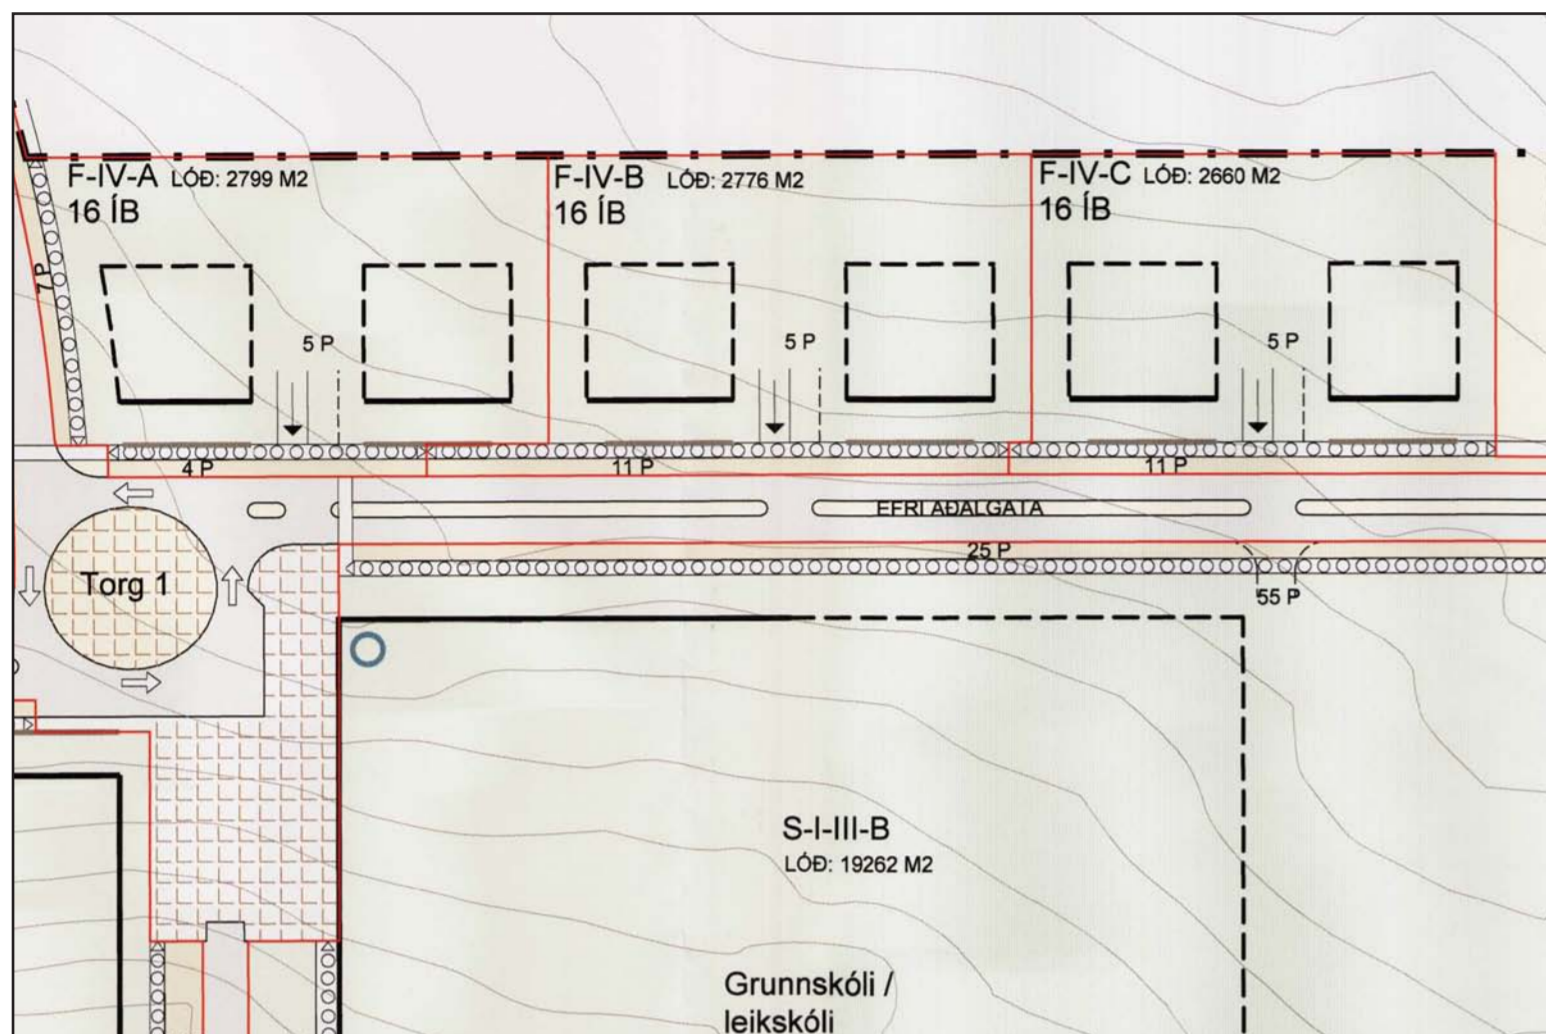 F-IV-A LÓÐ: 2799 M2
16 ÍB
F-IV-B LÓÐ: 2776 M2
16 ÍB
F-IV-C LÓÐ: 2660 M2
16 ÍB
7 P
5 P
5 P
5 P
4 P
11 P
11 P
EFRI AÐALGATA
25 P
55 P
Torg 1
S-I-III-B
LÓÐ: 19262 M2
Grunnskóli /
leikskóli